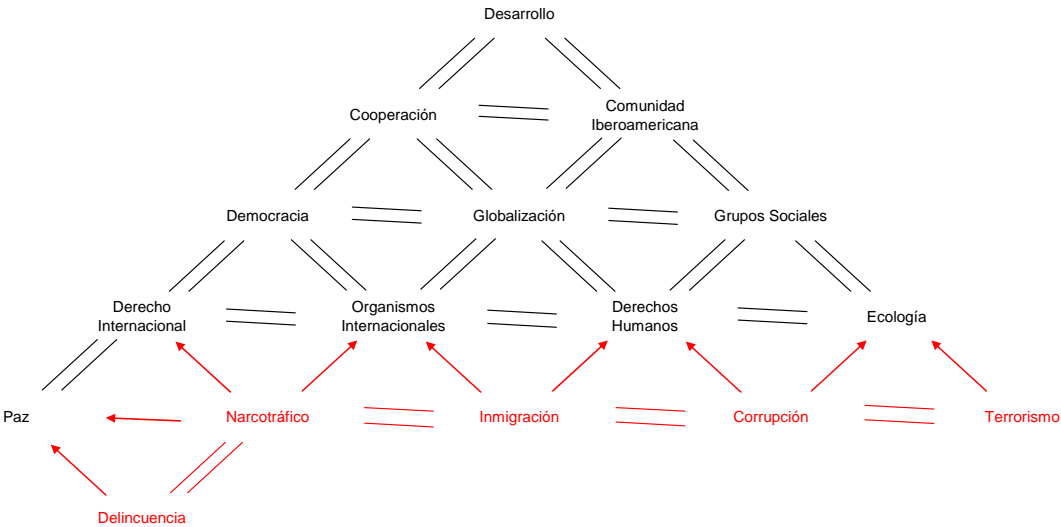 Desarrollo
Cooperación
Comunidad
Iberoamericana
Democracia
Globalización
Grupos Sociales
Derecho
Internacional
Organismos
Internacionales
Derechos
Humanos
Ecología
Paz
Narcotráfico
Inmigración
Corrupción
Terrorismo
Delincuencia